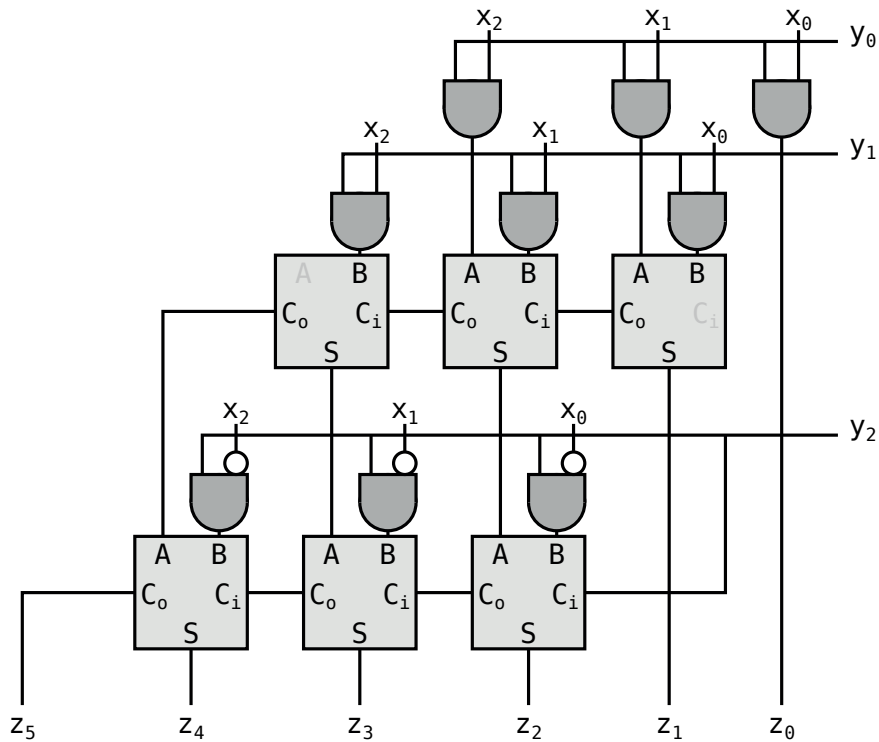 x₂ x₁ x₀
y₀
x₂ x₁ x₀
y₁
A B A B A B
Cₒ Cᵢ Cₒ Cᵢ Cₒ Cᵢ
S S S
x₂ x₁ x₀
y₂
A B A B A B
Cₒ Cᵢ Cₒ Cᵢ Cₒ Cᵢ
S S S
z₅ z₄ z₃ z₂ z₁ z₀